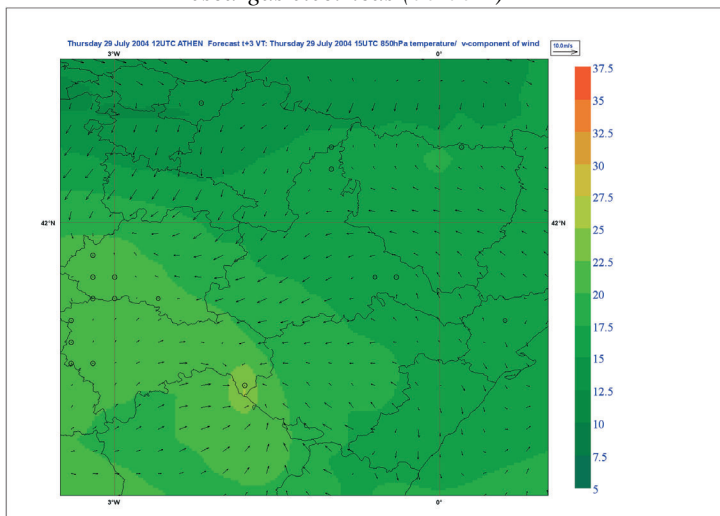 Thursday 29 July 2004 12UTC ATHEN Forecast t+3 VT: Thursday 29 July 2004 15UTC 850hPa temperature/ v-component of wind
10.0m/s
3°W 0°
42°N 42°N
3°W 0°
37.5
35
32.5
30
27.5
25
22.5
20
17.5
15
12.5
10
7.5
5